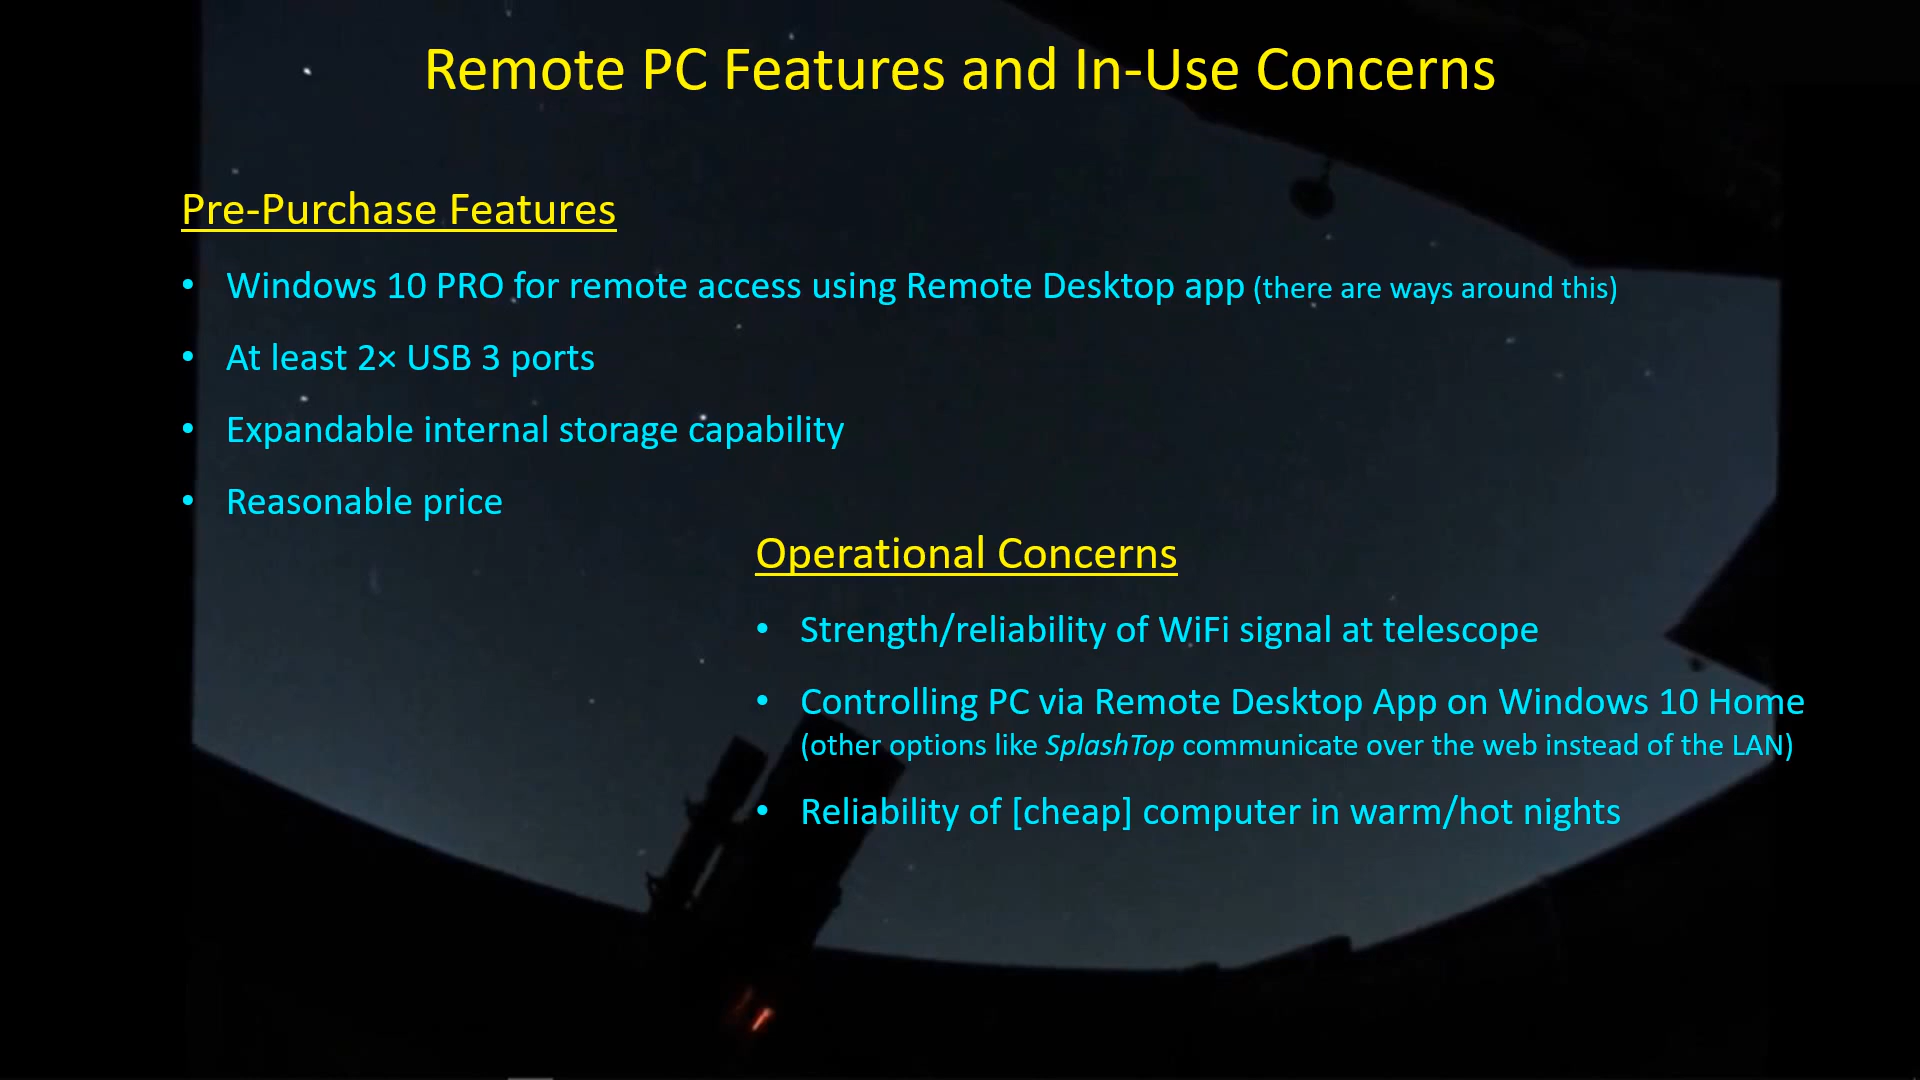 Remote PC Features and In-Use Concerns
Pre-Purchase Features
• Windows 10 PRO for remote access using Remote Desktop app (there are ways around this)
• At least 2× USB 3 ports
• Expandable internal storage capability
• Reasonable price
Operational Concerns
• Strength/reliability of WiFi signal at telescope
• Controlling PC via Remote Desktop App on Windows 10 Home
(other options like SplashTop communicate over the web instead of the LAN)
• Reliability of [cheap] computer in warm/hot nights